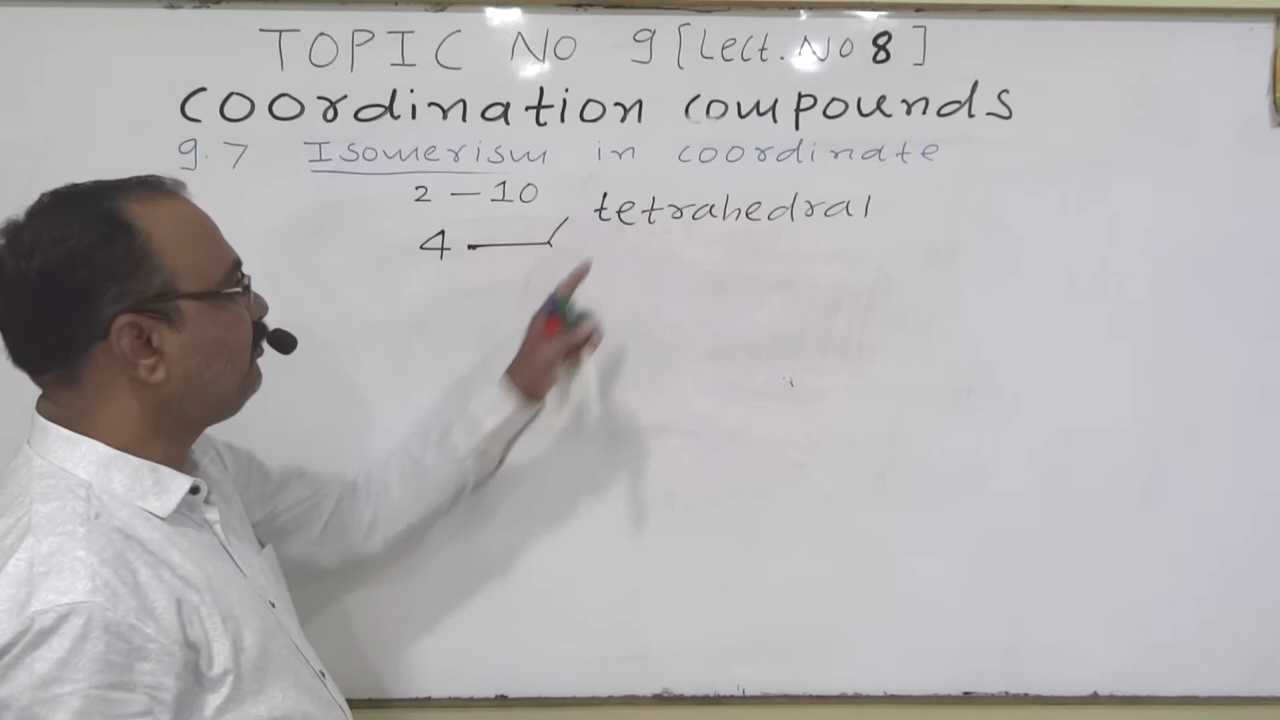 TOPIC NO 9 [Lect. NO 8]
coordination compounds
9.7 Isomerism in coordinate
2 - 10
4 — tetrahedral